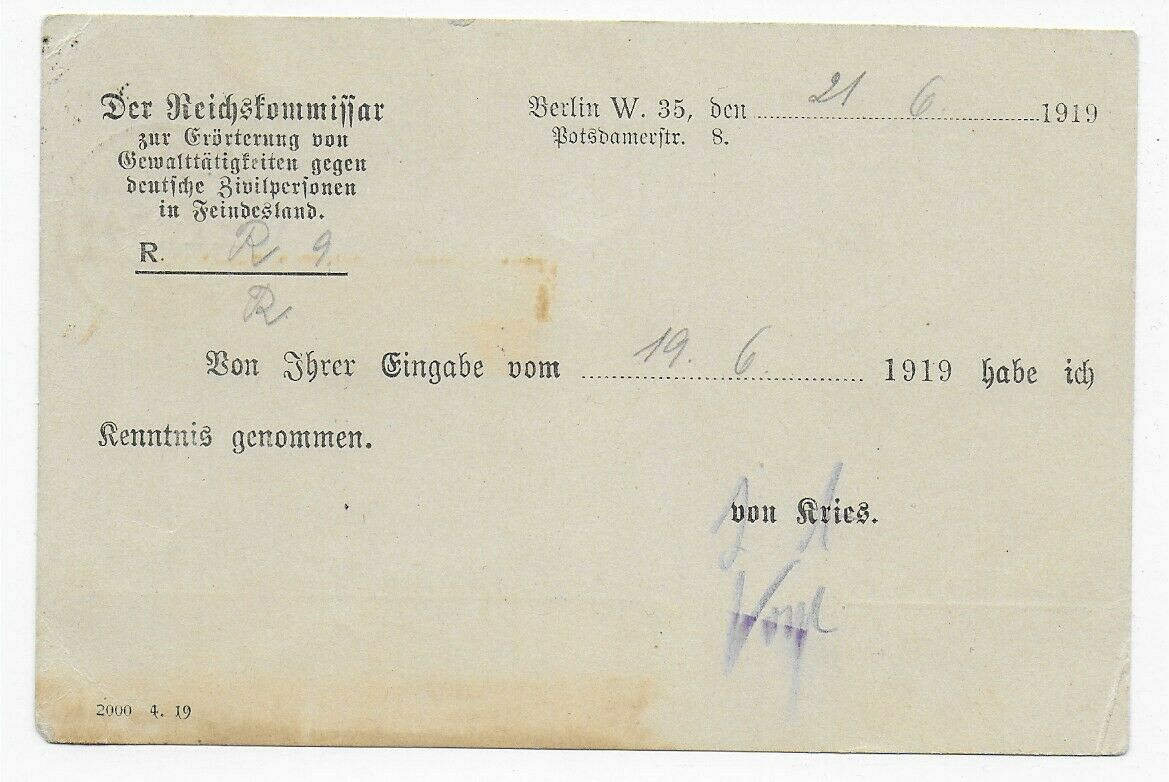 Der Reichskommissar
zur Erörterung von
Gewalttätigkeiten gegen
deutsche Zivilpersonen
in Feindesland.
Berlin W. 35, den 21 6. 1919
Potsdamerstr. 8.
R. R. 9.
R.
Von Ihrer Eingabe vom 19. 6. 1919 habe ich
Kenntnis genommen.
von Kries.
2000 4. 19